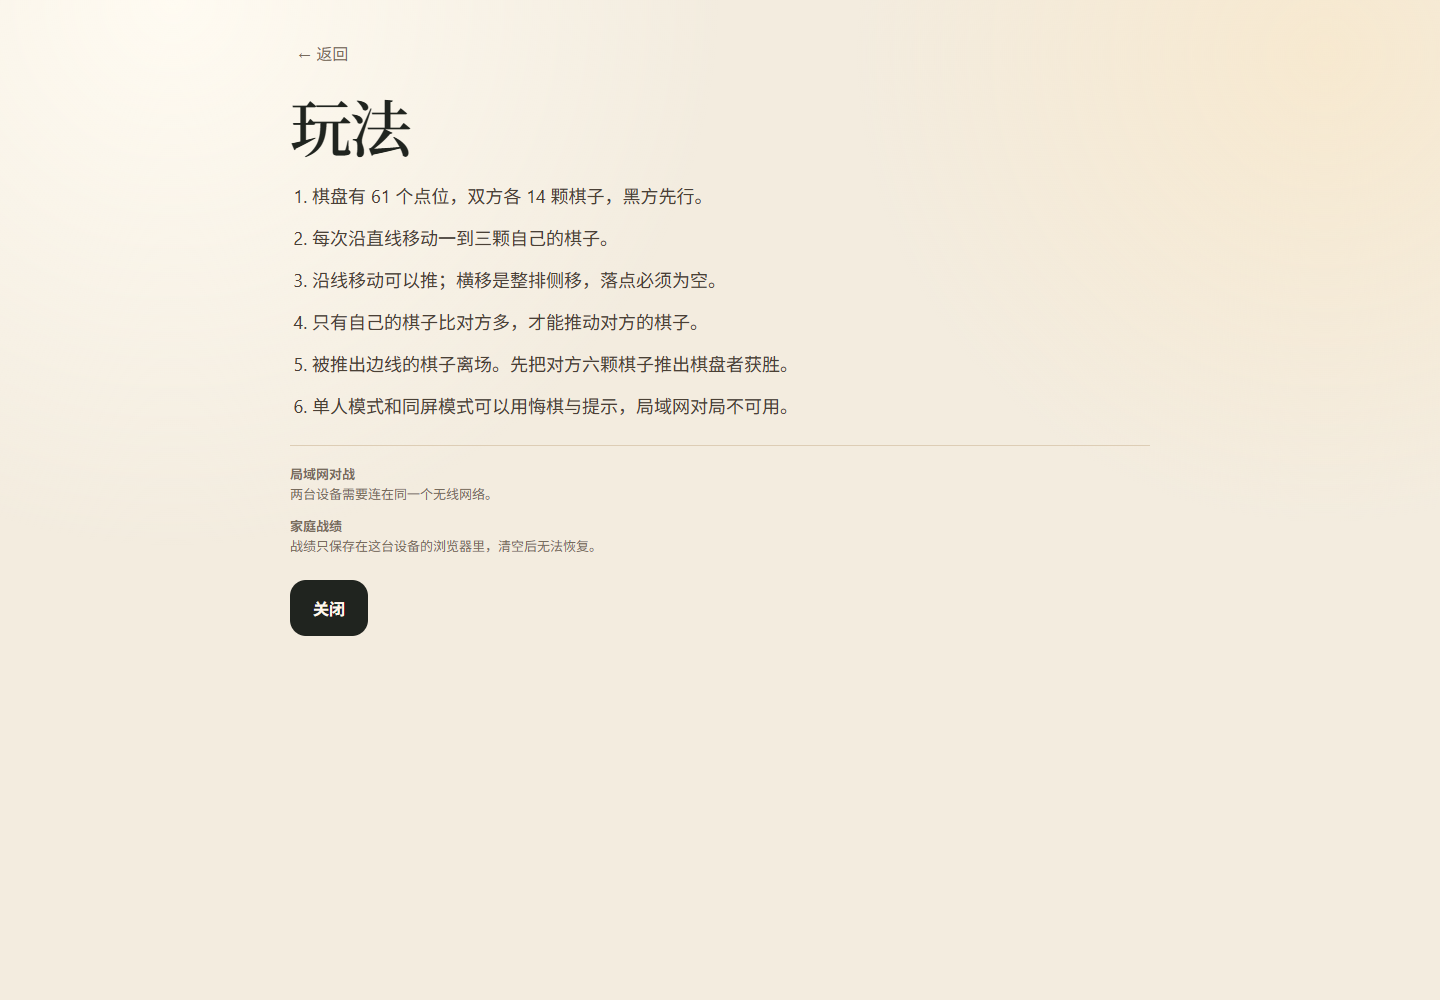 ← 返回
玩法
1. 棋盘有 61 个点位，双方各 14 颗棋子，黑方先行。
2. 每次沿直线移动一到三颗自己的棋子。
3. 沿线移动可以推；横移是整排侧移，落点必须为空。
4. 只有自己的棋子比对方多，才能推动对方的棋子。
5. 被推出边线的棋子离场。先把对方六颗棋子推出棋盘者获胜。
6. 单人模式和同屏模式可以用悔棋与提示，局域网对局不可用。
局域网对战
两台设备需要连在同一个无线网络。
家庭战绩
战绩只保存在这台设备的浏览器里，清空后无法恢复。
关闭